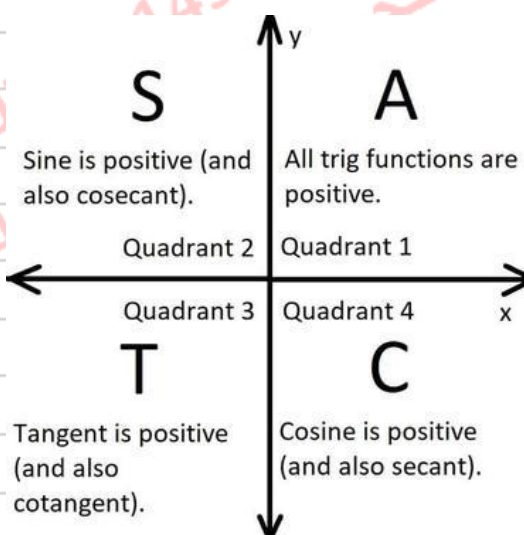 y
S
A
Sine is positive (and
also cosecant).
All trig functions are
positive.
Quadrant 2
Quadrant 1
Quadrant 3
Quadrant 4
x
T
C
Tangent is positive
(and also
cotangent).
Cosine is positive
(and also secant).